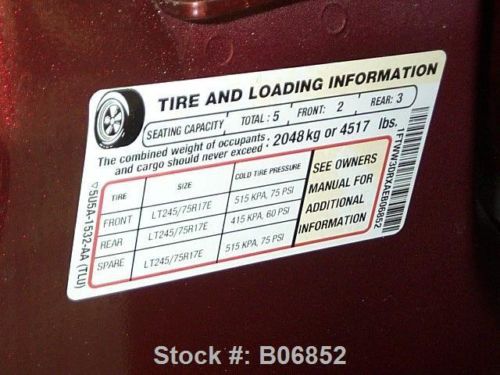 TIRE AND LOADING INFORMATION
SEATING CAPACITY TOTAL: 5 FRONT: 2 REAR: 3
The combined weight of occupants and cargo should never exceed: 2048 kg or 4517 lbs.
TIRE SIZE COLD TIRE PRESSURE
FRONT LT245/75R17E 515 KPA, 75 PSI
REAR LT245/75R17E 415 KPA, 60 PSI
SPARE LT245/75R17E 515 KPA, 75 PSI
SEE OWNERS
MANUAL FOR
ADDITIONAL
INFORMATION
▽5U5A-1532-AA (TLU)
1FTWW3DRXAEB06852
Stock #: B06852